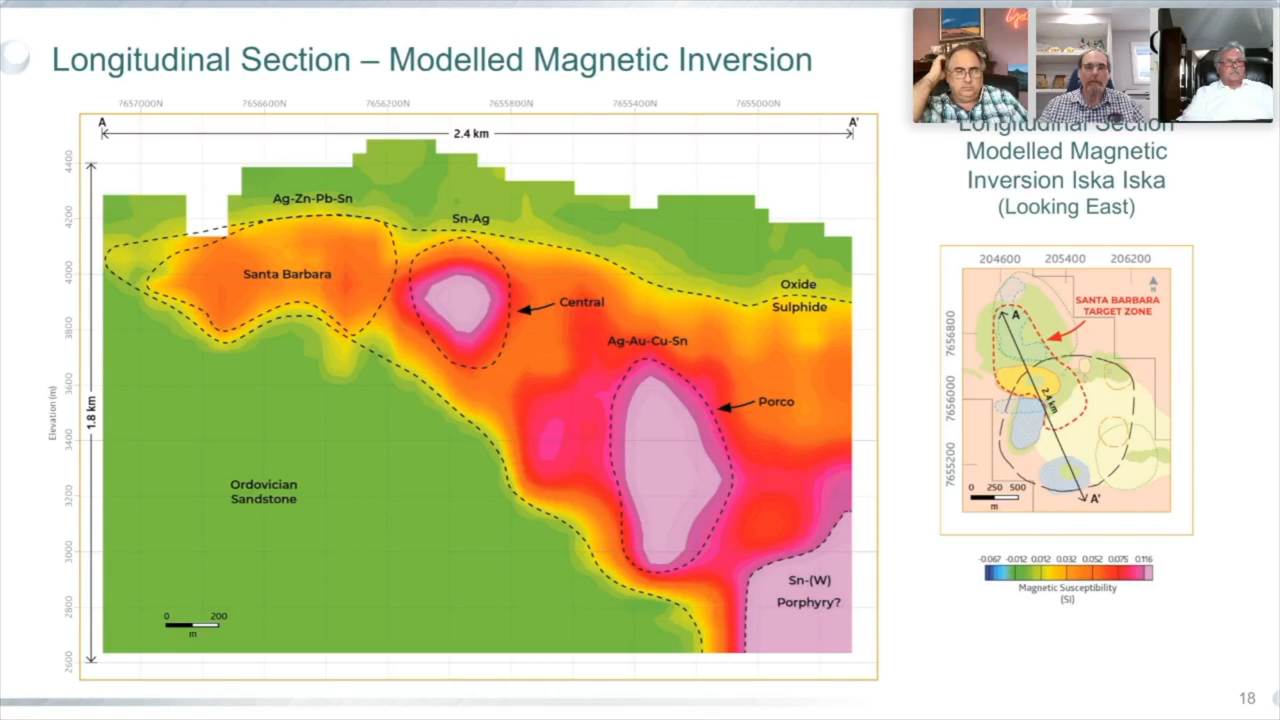 Longitudinal Section – Modelled Magnetic Inversion
7657000N 7656600N 7656200N 7655800N 7655400N 7655000N
A 2.4 km A'
4400
4200
4000
3800
3600
3400
3200
3000
2800
2600
Elevation (m)
1.8 km
Ag-Zn-Pb-Sn
Sn-Ag
Santa Barbara
Central
Oxide
Sulphide
Ag-Au-Cu-Sn
Porco
Ordovician
Sandstone
Sn-(W)
Porphyry?
0 200
m
Longitudinal Section
Modelled Magnetic
Inversion Iska Iska
(Looking East)
204600 205400 206200
7656800
7656000
7655200
N
SANTA BARBARA
TARGET ZONE
A
2.4 km
A'
0 250 500
m
-0.067 -0.012 0.012 0.032 0.052 0.075 0.116
Magnetic Susceptibility
(SI)
18